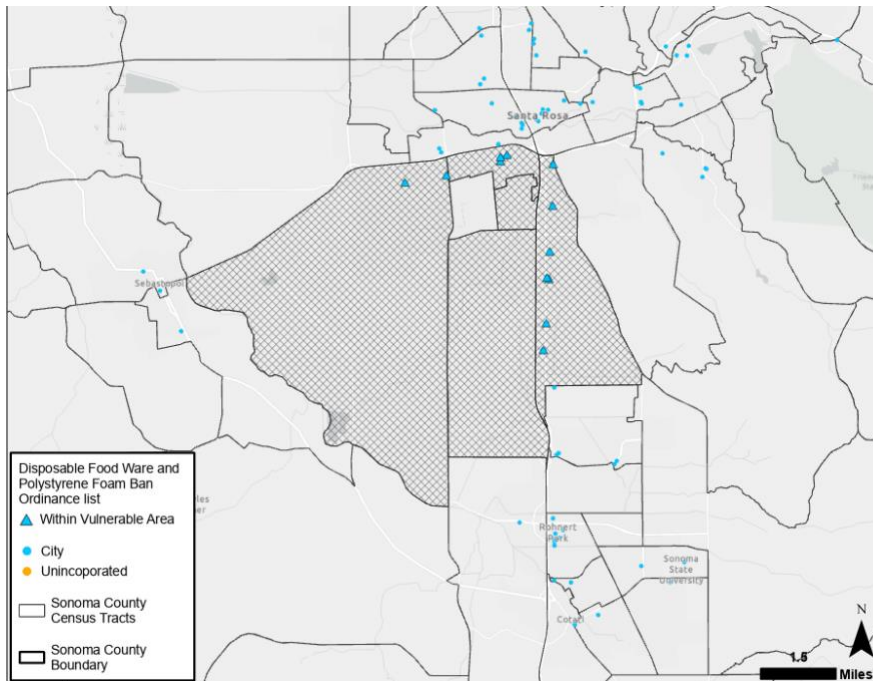 Santa Rosa
Sebastopol
Rohnert
Park
Sonoma
State
University
Cotati
Disposable Food Ware and
Polystyrene Foam Ban
Ordinance list
Within Vulnerable Area
City
Unincoporated
Sonoma County
Census Tracts
Sonoma County
Boundary
N
1.5
Miles